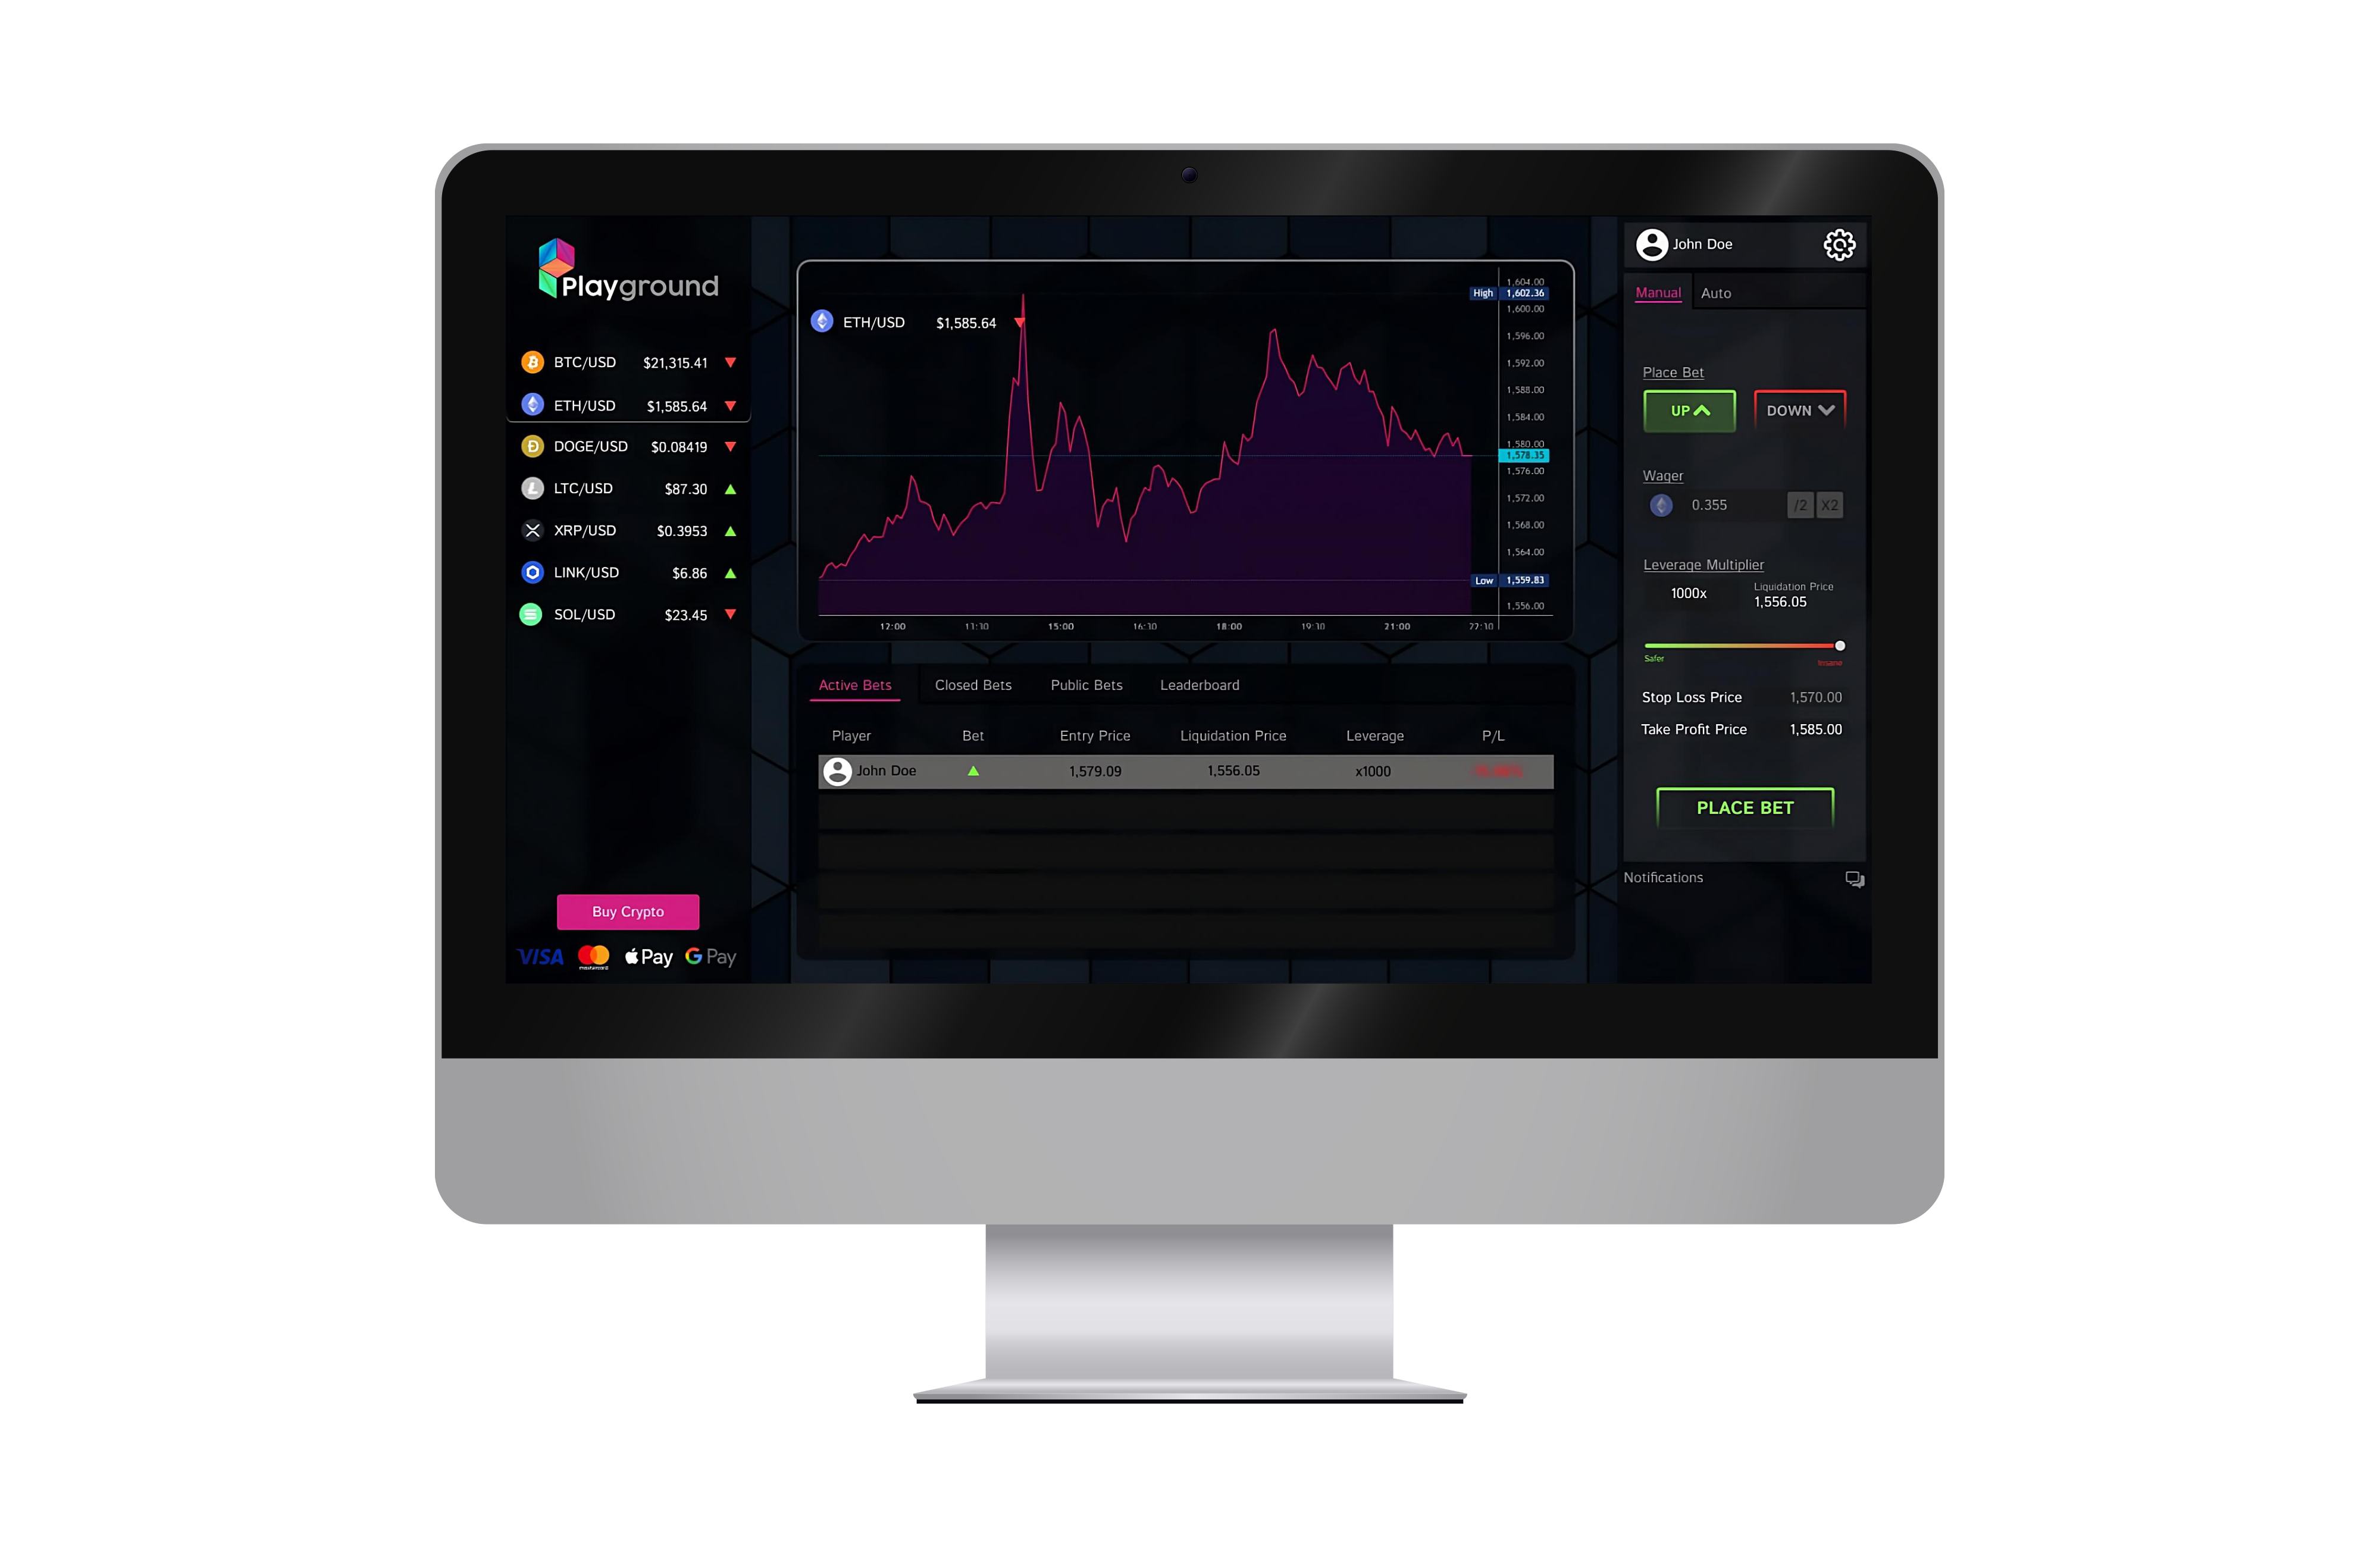 Playground
BTC/USD $21,315.41
ETH/USD $1,585.64
DOGE/USD $0.08419
LTC/USD $87.30
XRP/USD $0.3953
LINK/USD $6.86
SOL/USD $23.45
Buy Crypto
VISA mastercard Pay G Pay
ETH/USD $1,585.64
1,604.00
High 1,602.36
1,600.00
1,596.00
1,592.00
1,588.00
1,584.00
1,580.00
1,578.35
1,576.00
1,572.00
1,568.00
1,564.00
Low 1,559.83
1,556.00
12:00 13:30 15:00 16:30 18:00 19:30 21:00 22:30
Active Bets Closed Bets Public Bets Leaderboard
Player Bet Entry Price Liquidation Price Leverage P/L
John Doe 1,579.09 1,556.05 x1000
John Doe
Manual Auto
Place Bet
UP DOWN
Wager
0.355 /2 X2
Leverage Multiplier
Liquidation Price
1000x 1,556.05
Safer Insane
Stop Loss Price 1,570.00
Take Profit Price 1,585.00
PLACE BET
Notifications